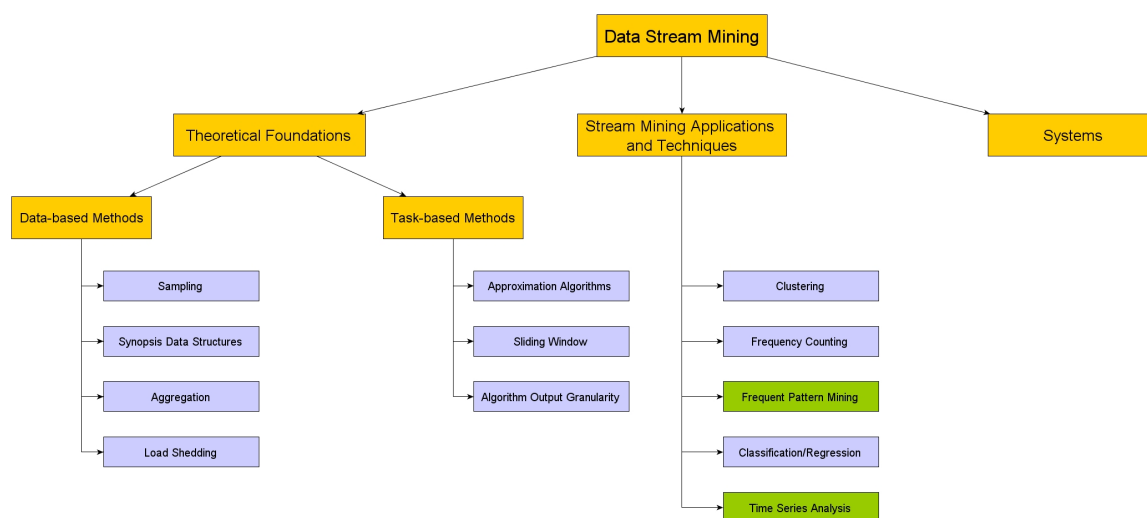 Data Stream Mining
Theoretical Foundations
Stream Mining Applications
and Techniques
Systems
Data-based Methods
Task-based Methods
Sampling
Synopsis Data Structures
Aggregation
Load Shedding
Approximation Algorithms
Sliding Window
Algorithm Output Granularity
Clustering
Frequency Counting
Frequent Pattern Mining
Classification/Regression
Time Series Analysis